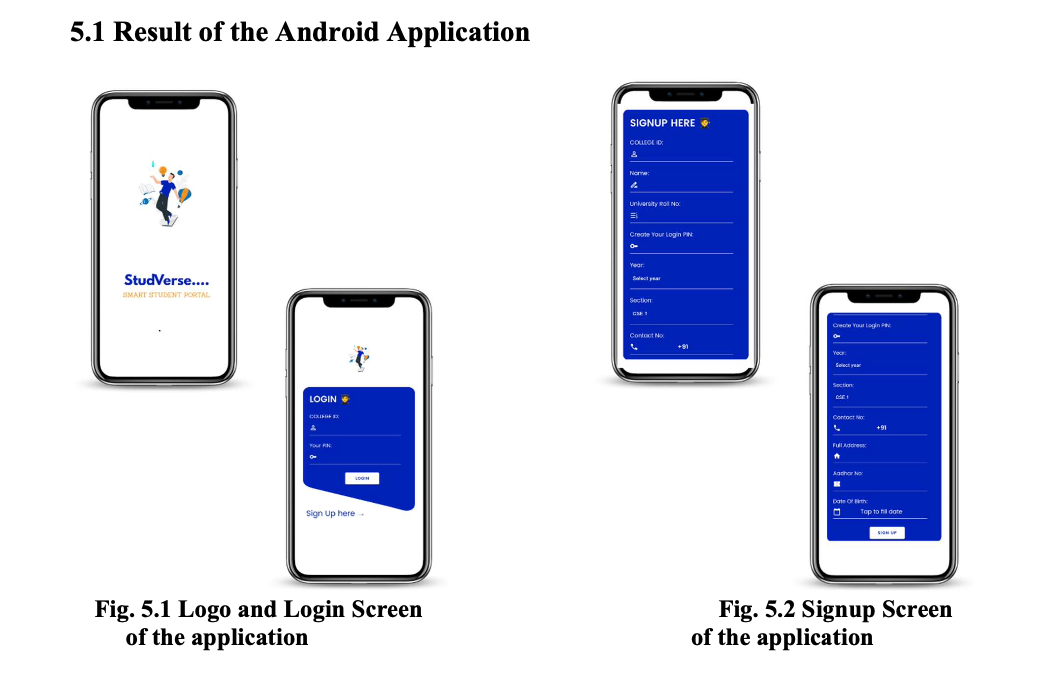 5.1 Result of the Android Application
StudVerse....
SMART STUDENT PORTAL
LOGIN
COLLEGE ID:
Your PIN:
LOGIN
Sign Up here →
Fig. 5.1 Logo and Login Screen
of the application
SIGNUP HERE
COLLEGE ID:
Name:
University Roll No:
Create Your Login PIN:
Year:
Select year
Section:
CSE 1
Contact No:
+91
Create Your Login PIN:
Year:
Select year
Section:
CSE 1
Contact No:
+91
Full Address:
Aadhar No:
Date Of Birth:
Tap to fill date
SIGN UP
Fig. 5.2 Signup Screen
of the application